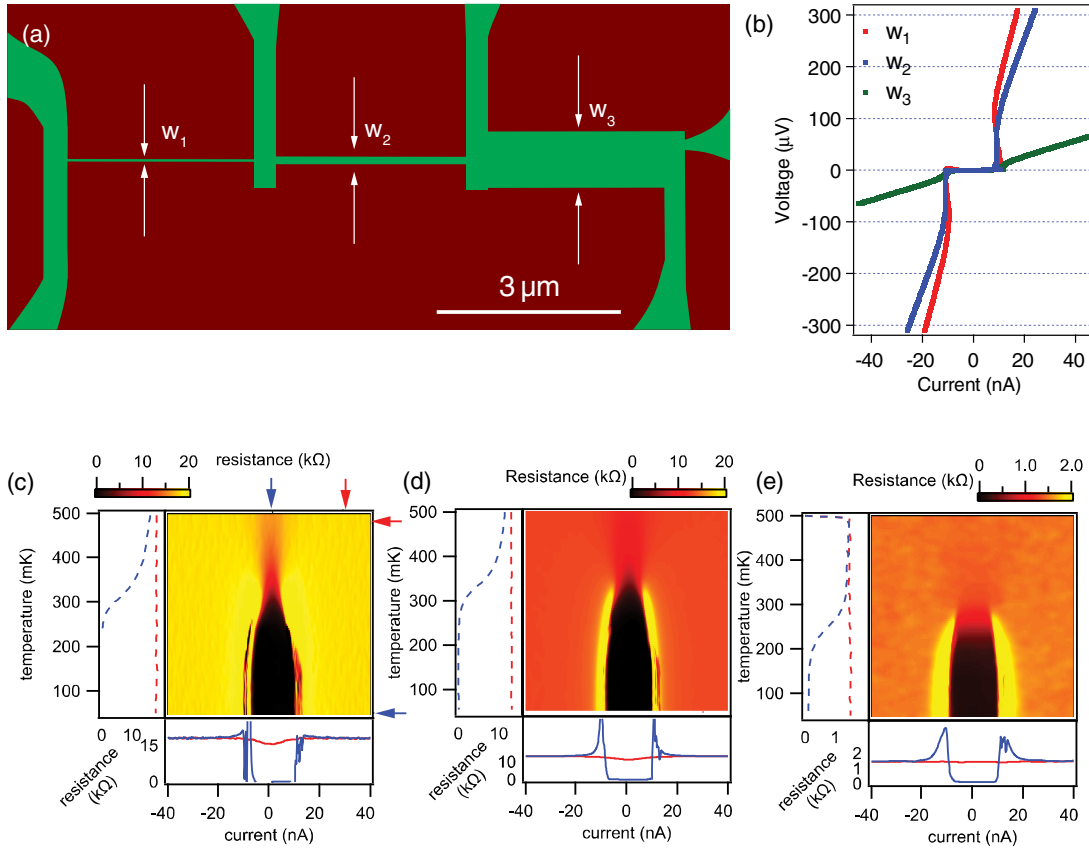 (a)
w1
w2
w3
3 µm
(b)
w1
w2
w3
Voltage (µV)
300
200
100
0
-100
-200
-300
-40 -20 0 20 40
Current (nA)
(c)
0 10 20
resistance (kΩ)
temperature (mK)
500
400
300
200
100
0 10
resistance (kΩ)
15
0
-40 -20 0 20 40
current (nA)
(d)
Resistance (kΩ)
0 10 20
temperature (mK)
500
400
300
200
100
0 10
resistance (kΩ)
10
0
-40 -20 0 20 40
current (nA)
(e)
Resistance (kΩ)
0 1.0 2.0
temperature (mK)
500
400
300
200
100
0 1
resistance (kΩ)
2
1
0
-40 -20 0 20 40
current (nA)